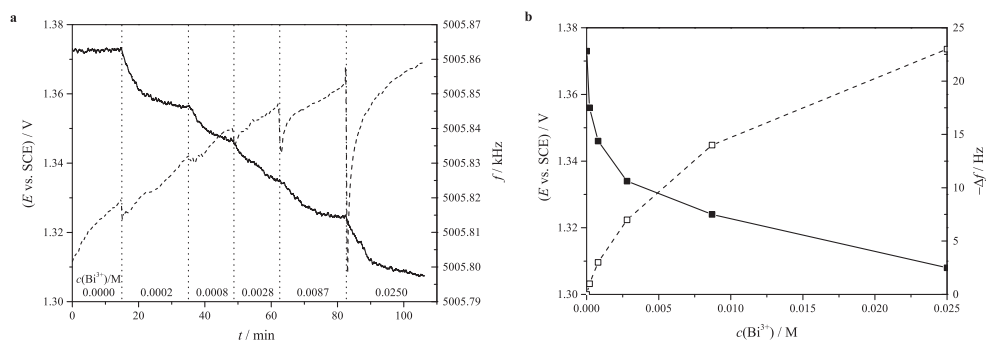 a
1.38
1.36
1.34
1.32
1.30
(E vs. SCE) / V
5005.87
5005.86
5005.85
5005.84
5005.83
5005.82
5005.81
5005.80
5005.79
f / kHz
c(Bi³⁺)/M
0.0000 0.0002 0.0008 0.0028 0.0087 0.0250
0 20 40 60 80 100
t / min
b
1.38
1.36
1.34
1.32
1.30
(E vs. SCE) / V
25
20
15
10
5
0
−Δf / Hz
0.000 0.005 0.010 0.015 0.020 0.025
c(Bi³⁺) / M